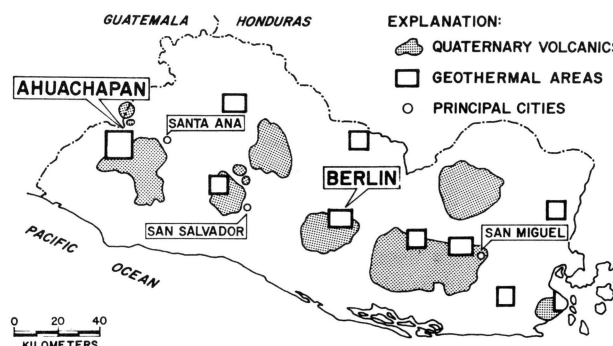 GUATEMALA
HONDURAS
EXPLANATION:
QUATERNARY VOLCANICS
GEOTHERMAL AREAS
PRINCIPAL CITIES
AHUACHAPAN
SANTA ANA
BERLIN
SAN SALVADOR
SAN MIGUEL
PACIFIC
OCEAN
0 20 40
KILOMETERS